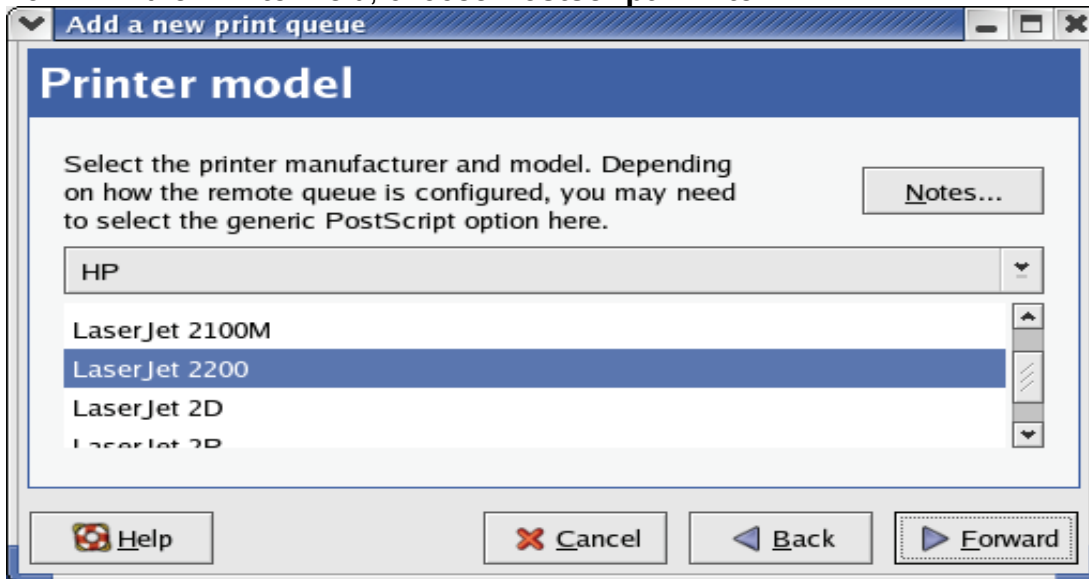 Add a new print queue
Printer model
Select the printer manufacturer and model. Depending
on how the remote queue is configured, you may need
to select the generic PostScript option here.
Notes...
HP
LaserJet 2100M
LaserJet 2200
LaserJet 2D
Help
Cancel
Back
Forward